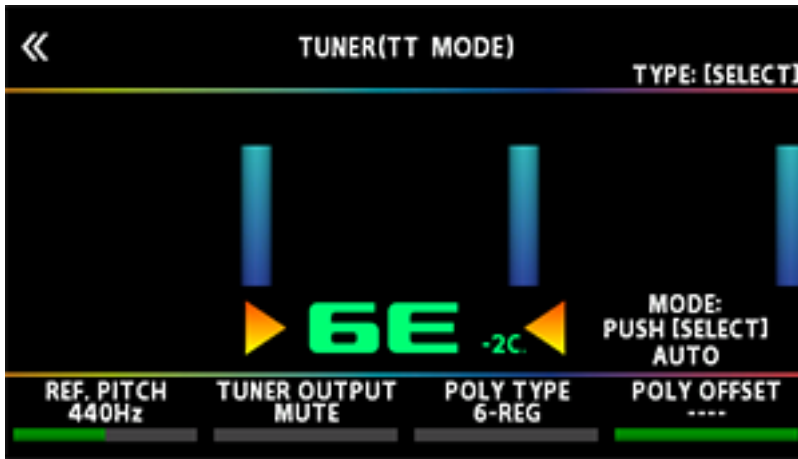 TUNER(TT MODE)
TYPE: [SELECT]
6E -2C.
MODE:
PUSH [SELECT]
AUTO
REF. PITCH
440Hz
TUNER OUTPUT
MUTE
POLY TYPE
6-REG
POLY OFFSET
----